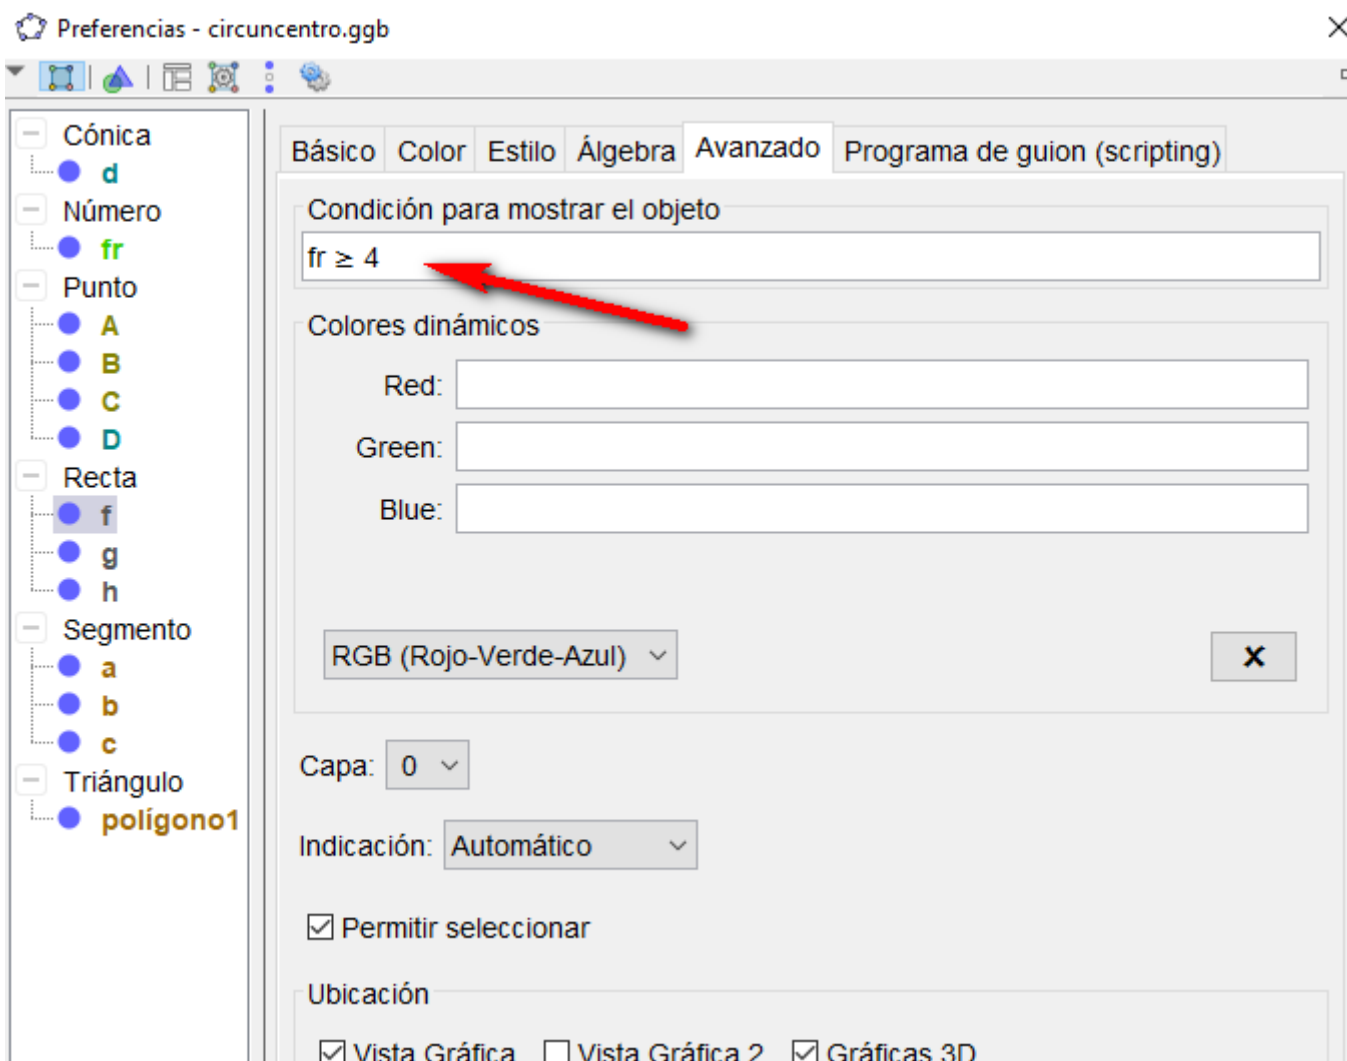 Preferencias - circuncentro.ggb
Cónica
d
Número
fr
Punto
A
B
C
D
Recta
f
g
h
Segmento
a
b
c
Triángulo
polígono1
Básico Color Estilo Álgebra Avanzado Programa de guion (scripting)
Condición para mostrar el objeto
fr ≥ 4
Colores dinámicos
Red:
Green:
Blue:
RGB (Rojo-Verde-Azul)
Capa: 0
Indicación: Automático
Permitir seleccionar
Ubicación
Vista Gráfica Vista Gráfica 2 Gráficas 3D